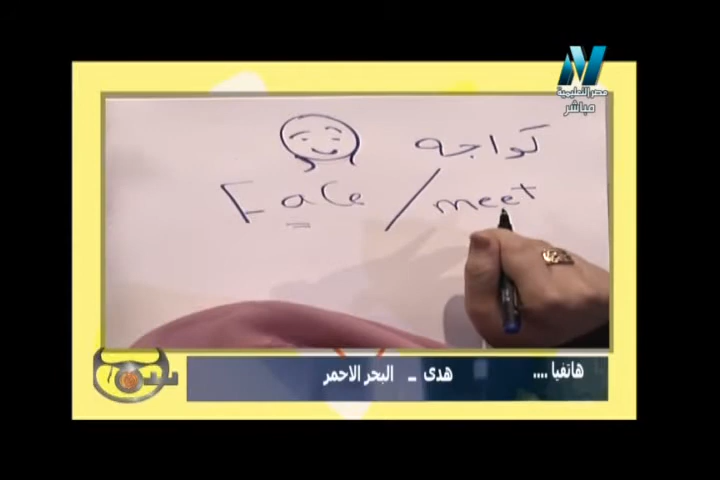 مصر التعليمية
مباشر
تواجه
Face / meet
هاتفيا ....
هدى _ البحر الاحمر